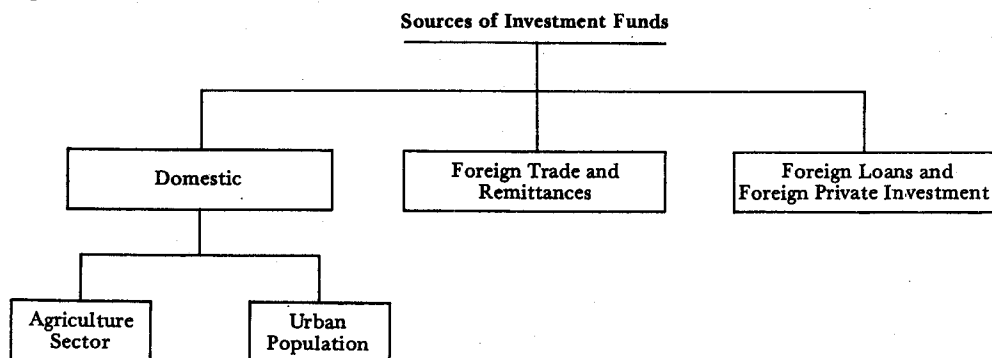 Sources of Investment Funds
Domestic
Foreign Trade and
Remittances
Foreign Loans and
Foreign Private Investment
Agriculture
Sector
Urban
Population